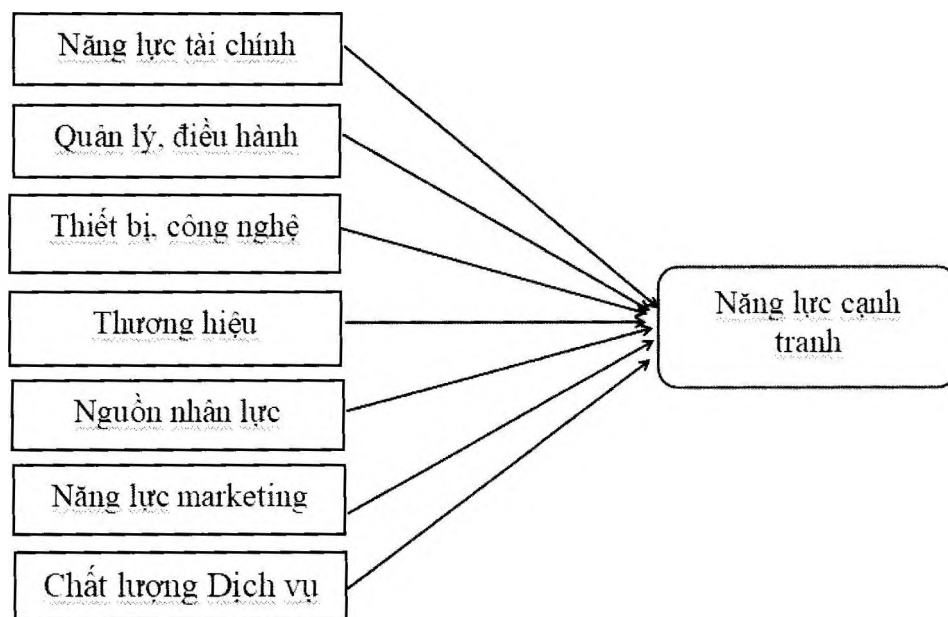 Năng lực tài chính
Quản lý, điều hành
Thiết bị, công nghệ
Thương hiệu
Nguồn nhân lực
Năng lực marketing
Chất lượng Dịch vụ
Năng lực cạnh
tranh